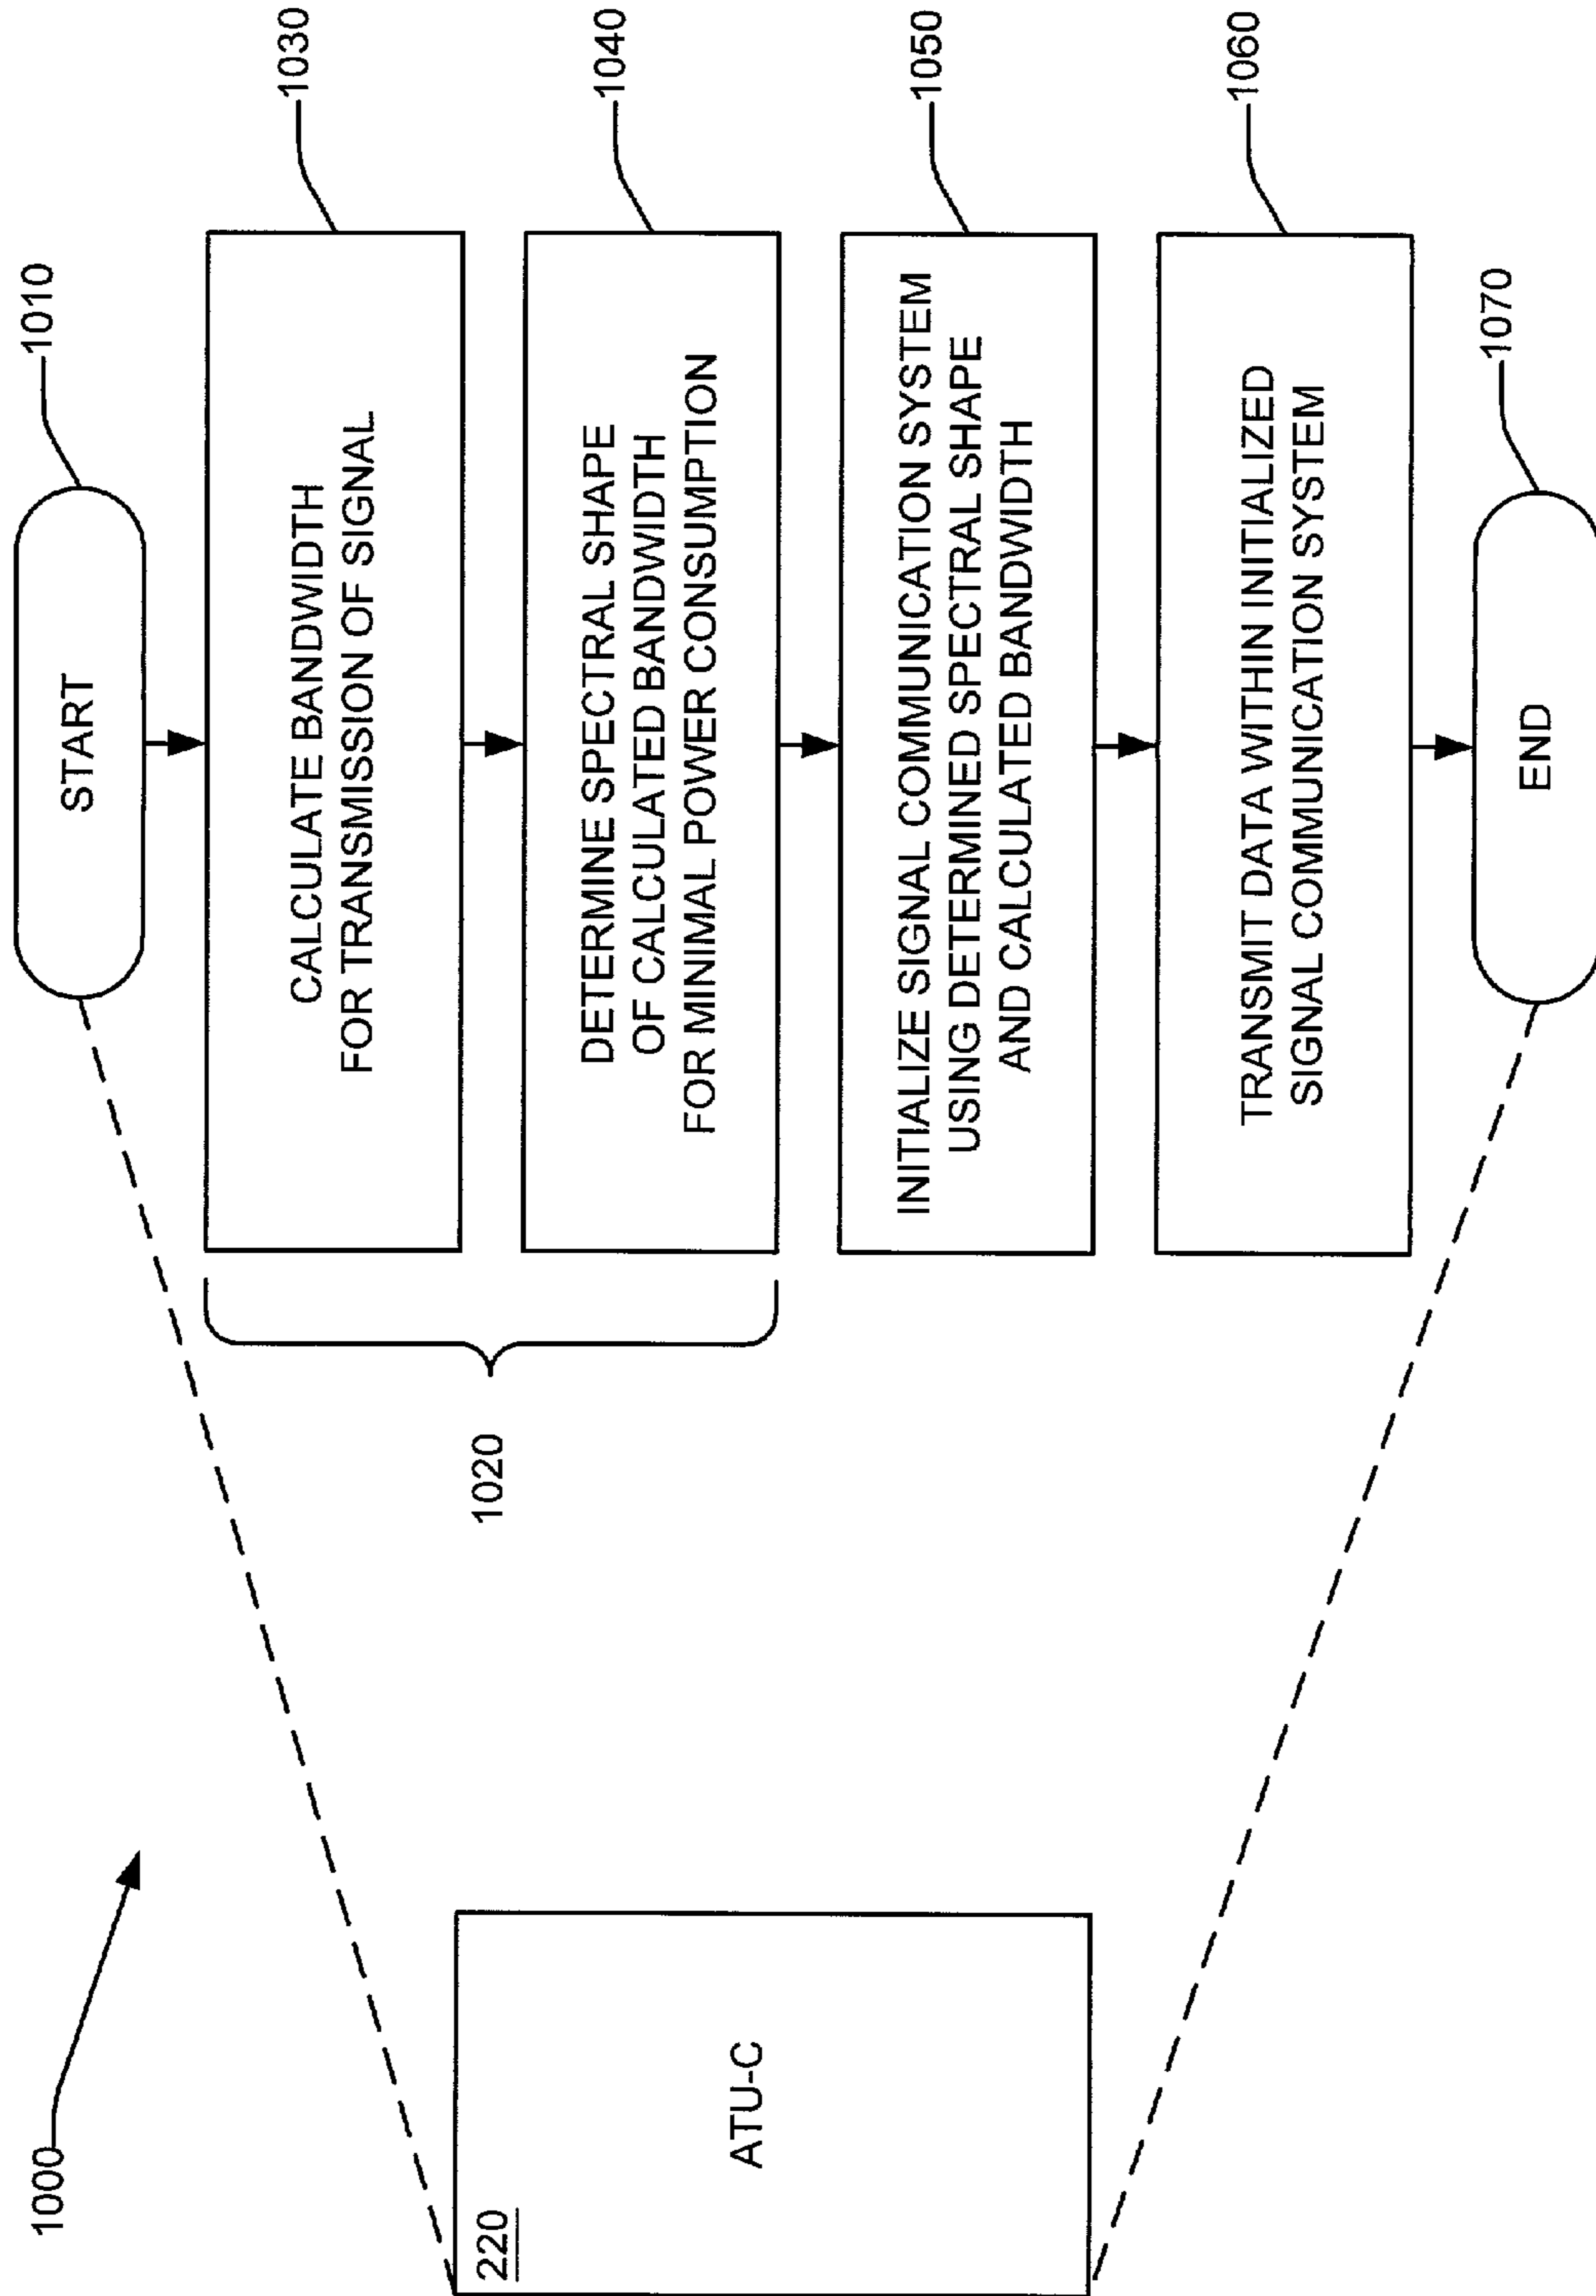 1000
220
ATU-C
START
1010
1020
CALCULATE BANDWIDTH
FOR TRANSMISSION OF SIGNAL
1030
DETERMINE SPECTRAL SHAPE
OF CALCULATED BANDWIDTH
FOR MINIMAL POWER CONSUMPTION
1040
INITIALIZE SIGNAL COMMUNICATION SYSTEM
USING DETERMINED SPECTRAL SHAPE
AND CALCULATED BANDWIDTH
1050
TRANSMIT DATA WITHIN INITIALIZED
SIGNAL COMMUNICATION SYSTEM
1060
END
1070